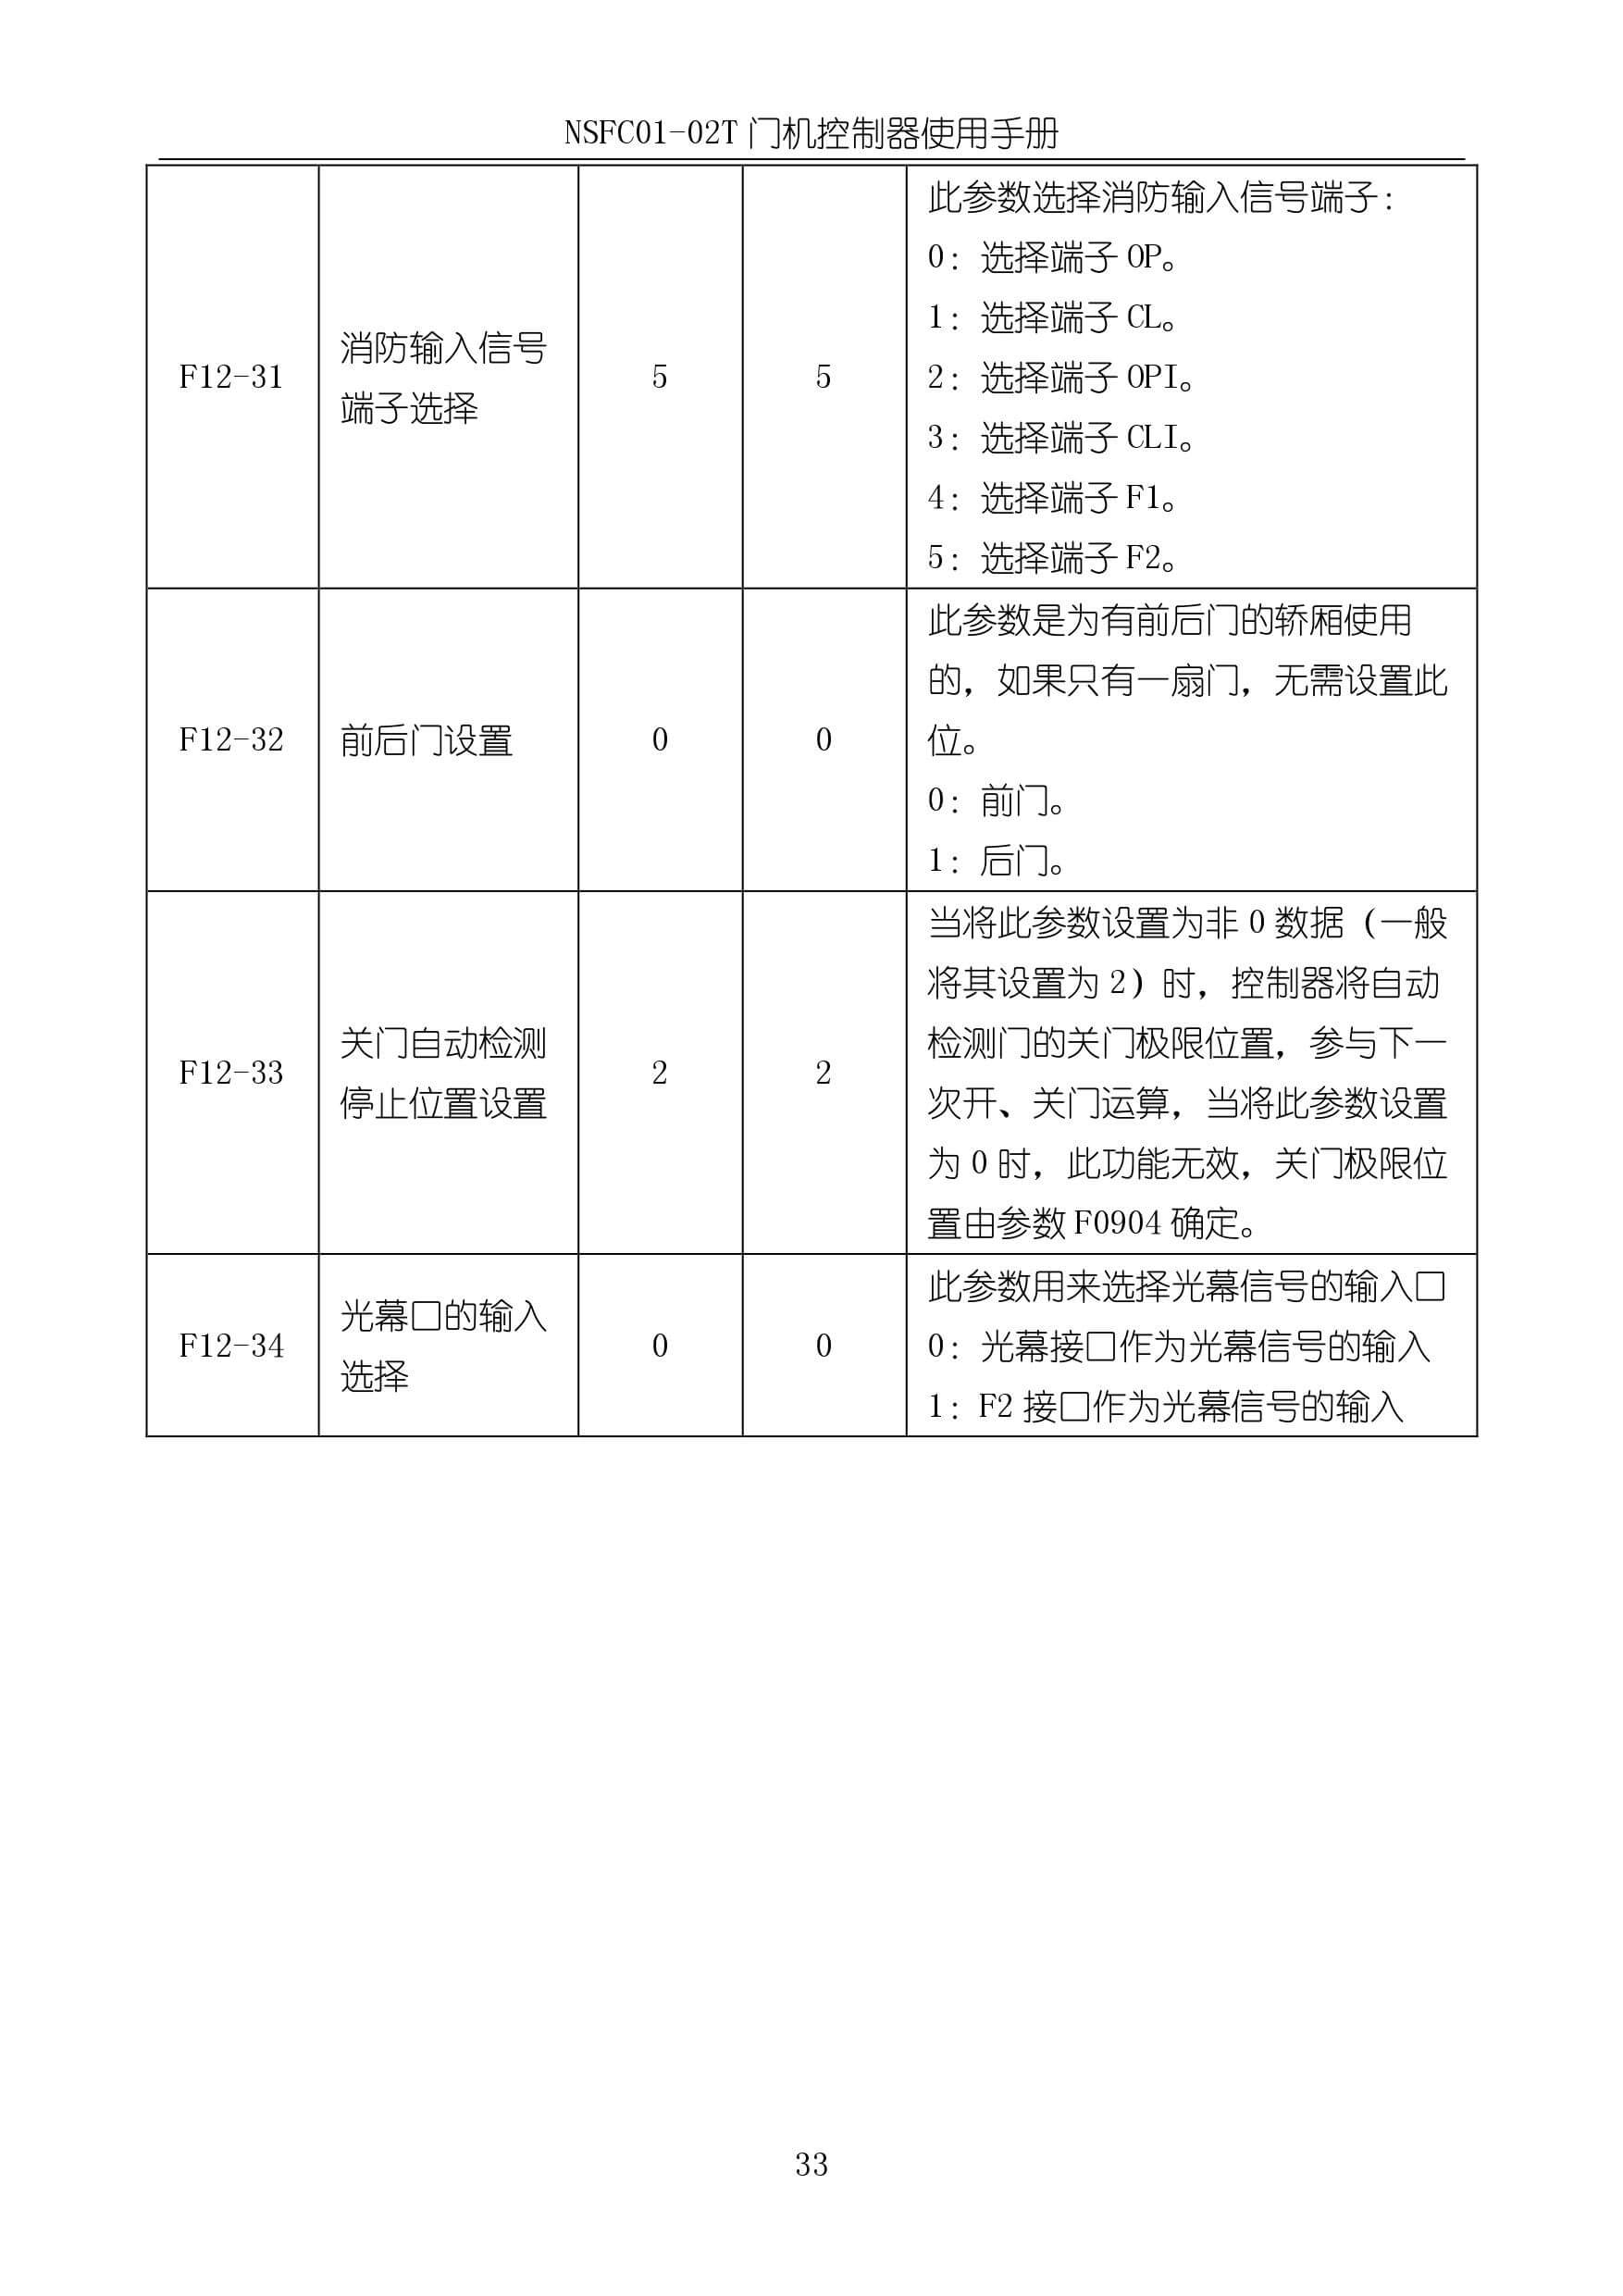 NSFC01-02T 门机控制器使用手册
F12-31
消防输入信号
端子选择
5
5
此参数选择消防输入信号端子：
0：选择端子 OP。
1：选择端子 CL。
2：选择端子 OPI。
3：选择端子 CLI。
4：选择端子 F1。
5：选择端子 F2。
F12-32
前后门设置
0
0
此参数是为有前后门的轿厢使用
的，如果只有一扇门，无需设置此
位。
0：前门。
1：后门。
F12-33
关门自动检测
停止位置设置
2
2
当将此参数设置为非 0 数据（一般
将其设置为 2）时，控制器将自动
检测门的关门极限位置，参与下一
次开、关门运算，当将此参数设置
为 0 时，此功能无效，关门极限位
置由参数 F0904 确定。
F12-34
光幕口的输入
选择
0
0
此参数用来选择光幕信号的输入口
0：光幕接口作为光幕信号的输入
1：F2 接口作为光幕信号的输入
33